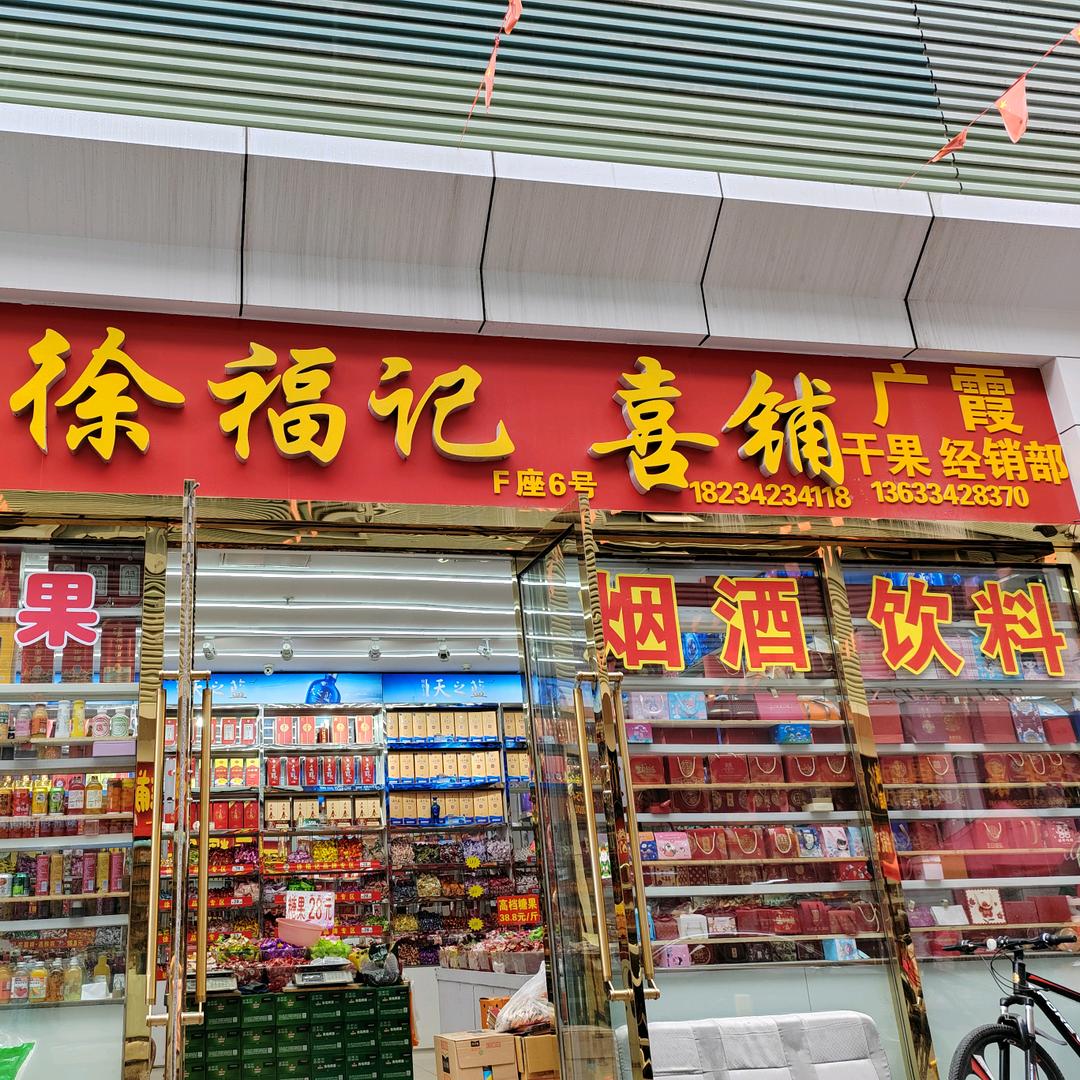 徐福记 喜铺
广霞
干果 经销部
F座6号
18234234118 13633428370
果
烟酒
饮料
天之蓝
天之蓝
糖果 28元
高档糖果
38.8元/斤